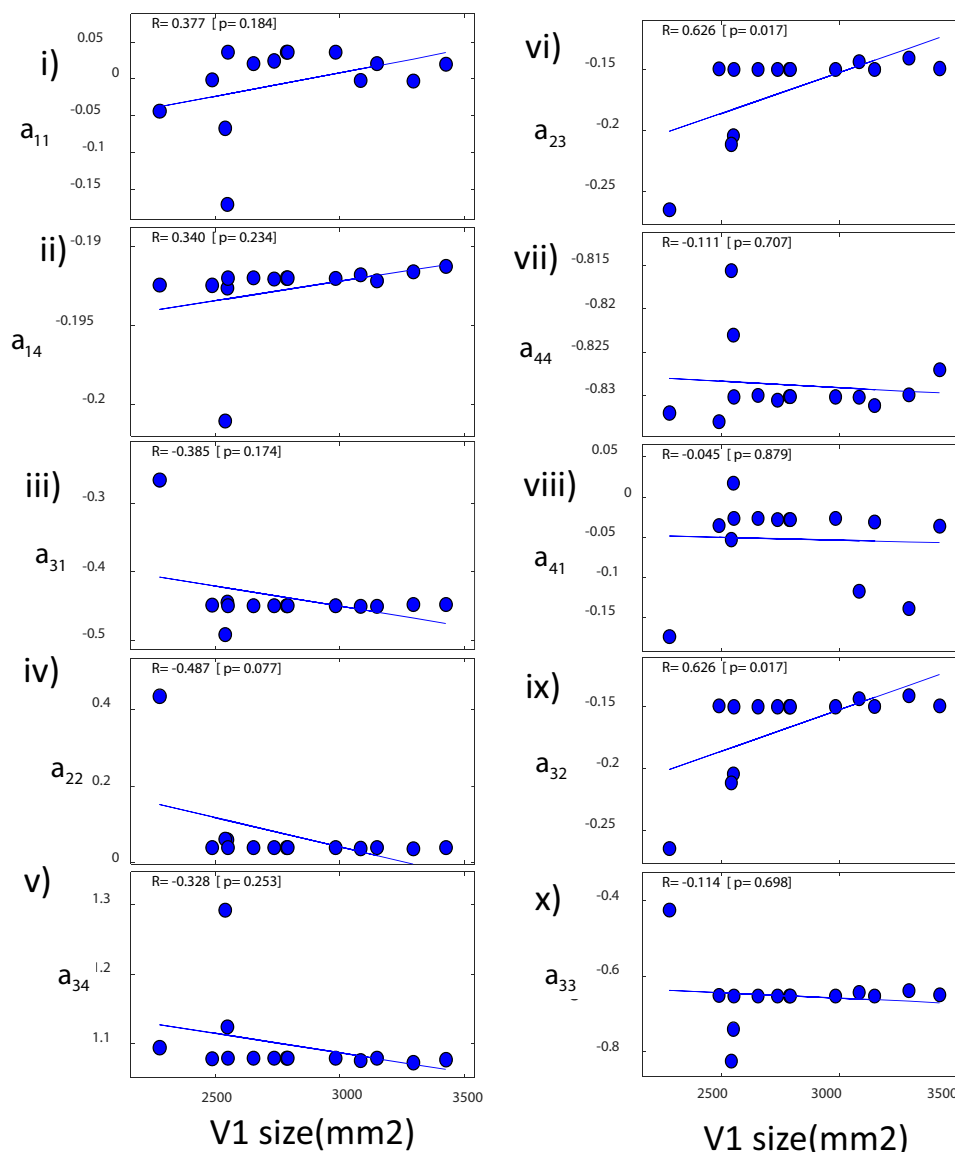 i)
a11
R= 0.377 [ p= 0.184]
0.05
0
-0.05
-0.1
-0.15
ii)
a14
R= 0.340 [ p= 0.234]
-0.19
-0.195
-0.2
iii)
a31
R= -0.385 [ p= 0.174]
-0.3
-0.4
-0.5
iv)
a22
R= -0.487 [ p= 0.077]
0.4
0.2
0
v)
a34
R= -0.328 [ p= 0.253]
1.3
1.2
1.1
2500 3000 3500
V1 size(mm2)
vi)
a23
R= 0.626 [ p= 0.017]
-0.15
-0.2
-0.25
vii)
a44
R= -0.111 [ p= 0.707]
-0.815
-0.82
-0.825
-0.83
viii)
a41
R= -0.045 [ p= 0.879]
0.05
0
-0.05
-0.1
-0.15
ix)
a32
R= 0.626 [ p= 0.017]
-0.15
-0.2
-0.25
x)
a33
R= -0.114 [ p= 0.698]
-0.4
-0.6
-0.8
2500 3000 3500
V1 size(mm2)